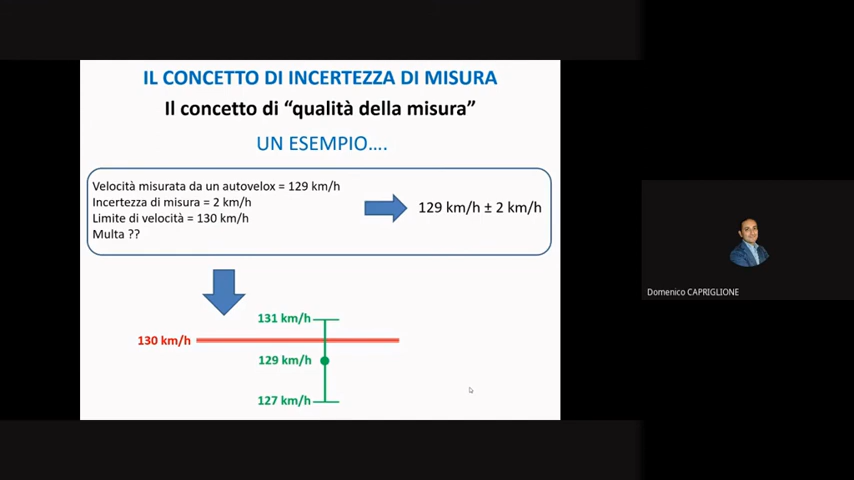 IL CONCETTO DI INCERTEZZA DI MISURA
Il concetto di “qualità della misura”
UN ESEMPIO....
Velocità misurata da un autovelox = 129 km/h
Incertezza di misura = 2 km/h
Limite di velocità = 130 km/h
Multa ??
129 km/h ± 2 km/h
131 km/h
130 km/h
129 km/h
127 km/h
Domenico CAPRIGLIONE